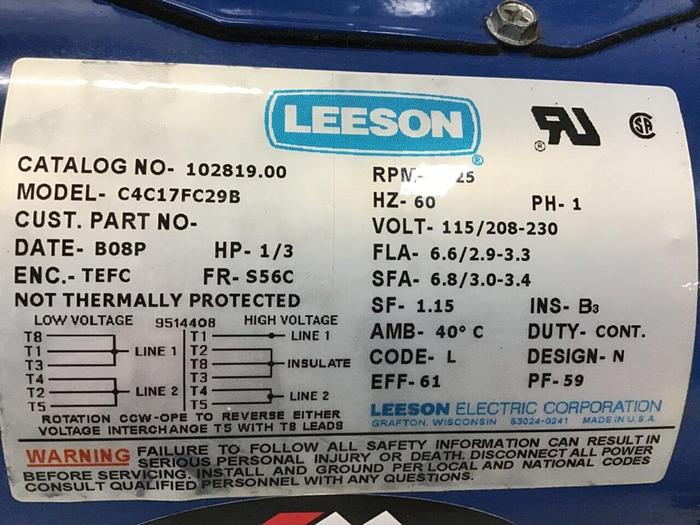 LEESON
®
CATALOG NO- 102819.00
MODEL- C4C17FC29B
CUST. PART NO-
DATE- B08P HP- 1/3
ENC.- TEFC FR- S56C
NOT THERMALLY PROTECTED
RPM- 25
HZ- 60 PH- 1
VOLT- 115/208-230
FLA- 6.6/2.9-3.3
SFA- 6.8/3.0-3.4
SF- 1.15 INS- B3
AMB- 40° C DUTY- CONT.
CODE- L DESIGN- N
EFF- 61 PF- 59
LOW VOLTAGE 9514408 HIGH VOLTAGE
T8
T1 LINE 1
T3
T4
T2 LINE 2
T5
T1 LINE 1
T2
T8 INSULATE
T3
T4 LINE 2
T5
ROTATION CCW-OPE TO REVERSE EITHER
VOLTAGE INTERCHANGE T5 WITH T8 LEADS
LEESON ELECTRIC CORPORATION
GRAFTON, WISCONSIN 53024-0241 MADE IN U.S.A.
WARNING FAILURE TO FOLLOW ALL SAFETY INFORMATION CAN RESULT IN
SERIOUS PERSONAL INJURY OR DEATH. DISCONNECT ALL POWER
BEFORE SERVICING. INSTALL AND GROUND PER LOCAL AND NATIONAL CODES
CONSULT QUALIFIED PERSONNEL WITH ANY QUESTIONS.